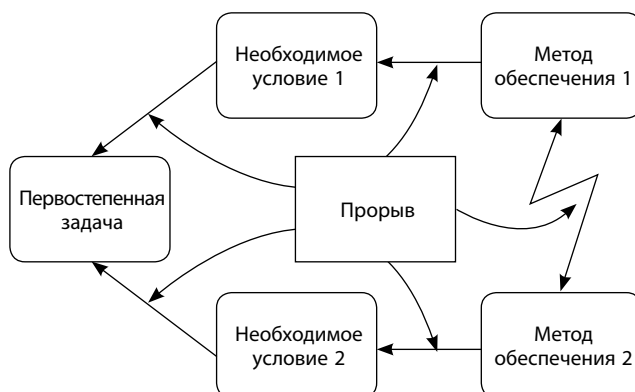 Необходимое
условие 1
Метод
обеспечения 1
Первостепенная
задача
Прорыв
Необходимое
условие 2
Метод
обеспечения 2